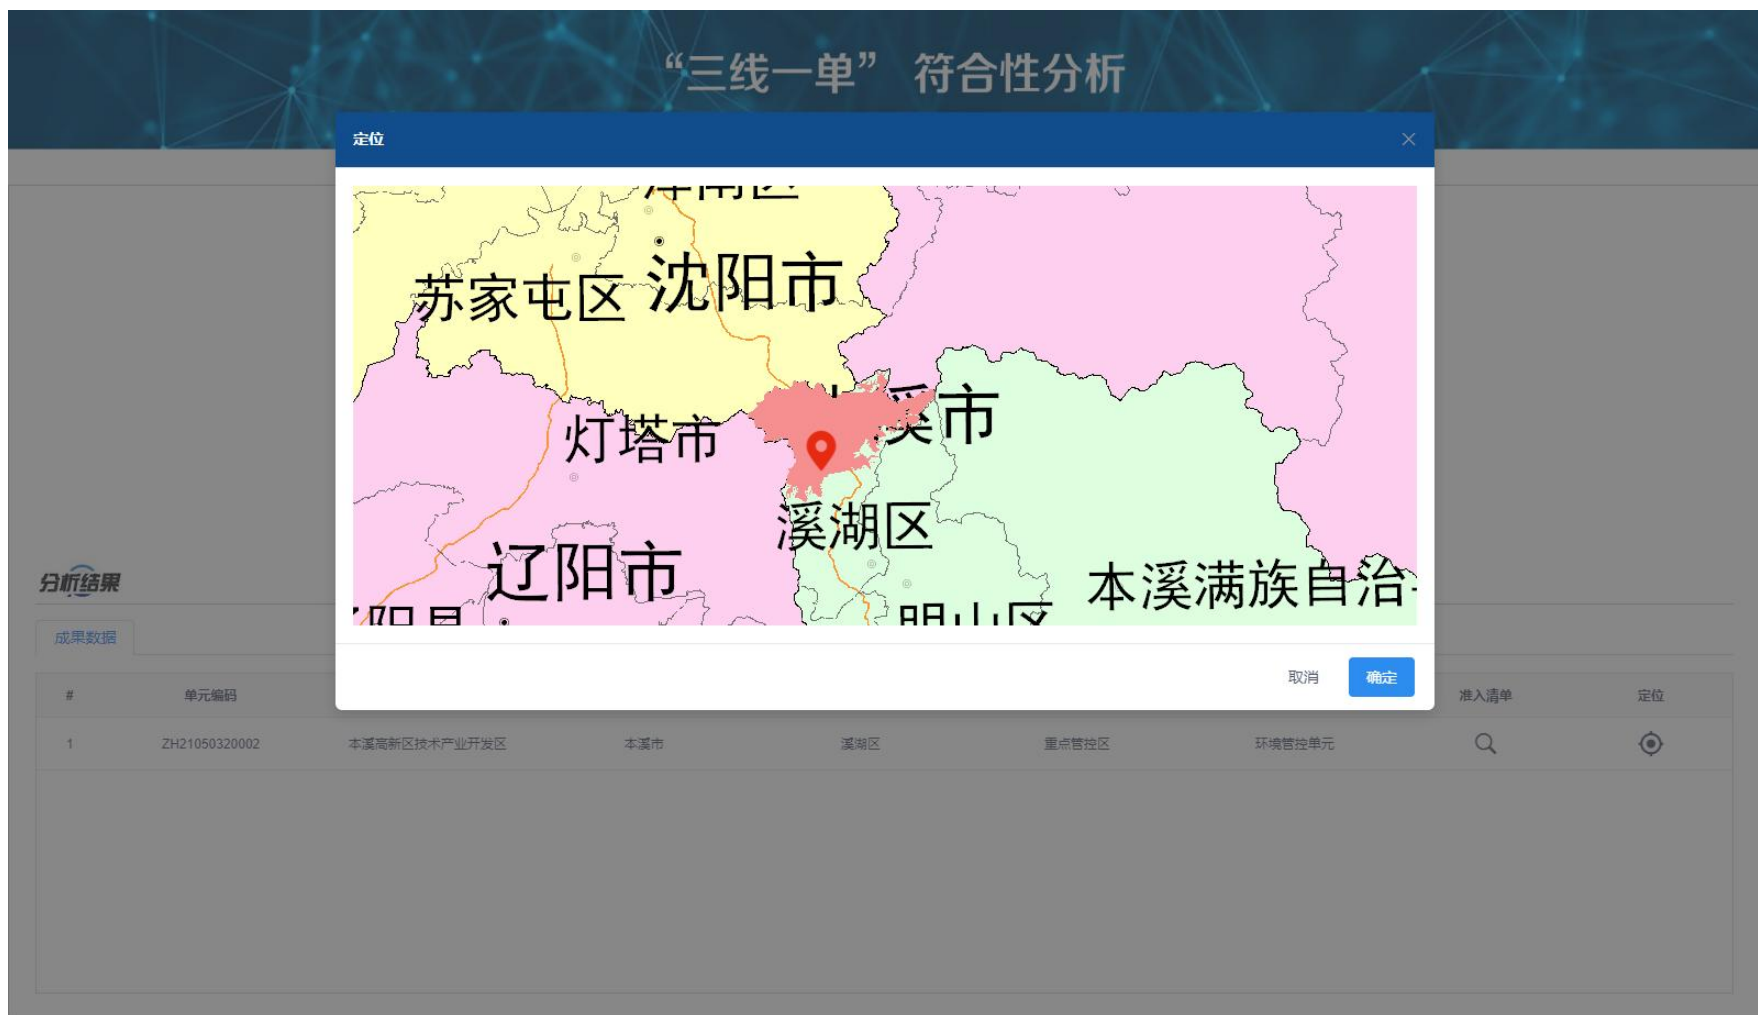 “三线一单” 符合性分析
定位
苏家屯区
沈阳市
灯塔市
溪市
溪湖区
辽阳市
本溪满族自治
明山区
分析结果
成果数据
# 单元编码 准入清单 定位
1 ZH21050320002 本溪高新区技术产业开发区 本溪市 溪湖区 重点管控区 环境管控单元
取消 确定